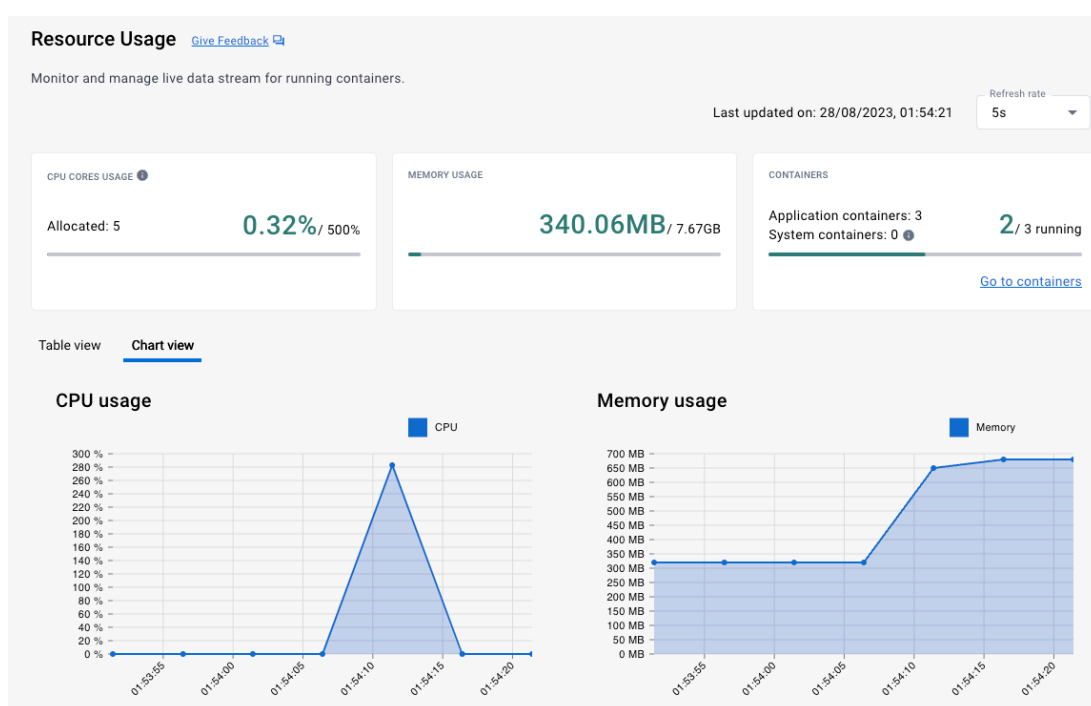 Resource Usage Give Feedback
Monitor and manage live data stream for running containers.
Last updated on: 28/08/2023, 01:54:21
Refresh rate
5s
CPU CORES USAGE
Allocated: 5
0.32%/ 500%
MEMORY USAGE
340.06MB/ 7.67GB
CONTAINERS
Application containers: 3
System containers: 0
2/ 3 running
Go to containers
Table view Chart view
CPU usage
CPU
300 %
280 %
260 %
240 %
220 %
200 %
180 %
160 %
140 %
120 %
100 %
80 %
60 %
40 %
20 %
0 %
01:53:55 01:54:00 01:54:05 01:54:10 01:54:15 01:54:20
Memory usage
Memory
700 MB
650 MB
600 MB
550 MB
500 MB
450 MB
400 MB
350 MB
300 MB
250 MB
200 MB
150 MB
100 MB
50 MB
0 MB
01:53:55 01:54:00 01:54:05 01:54:10 01:54:15 01:54:20